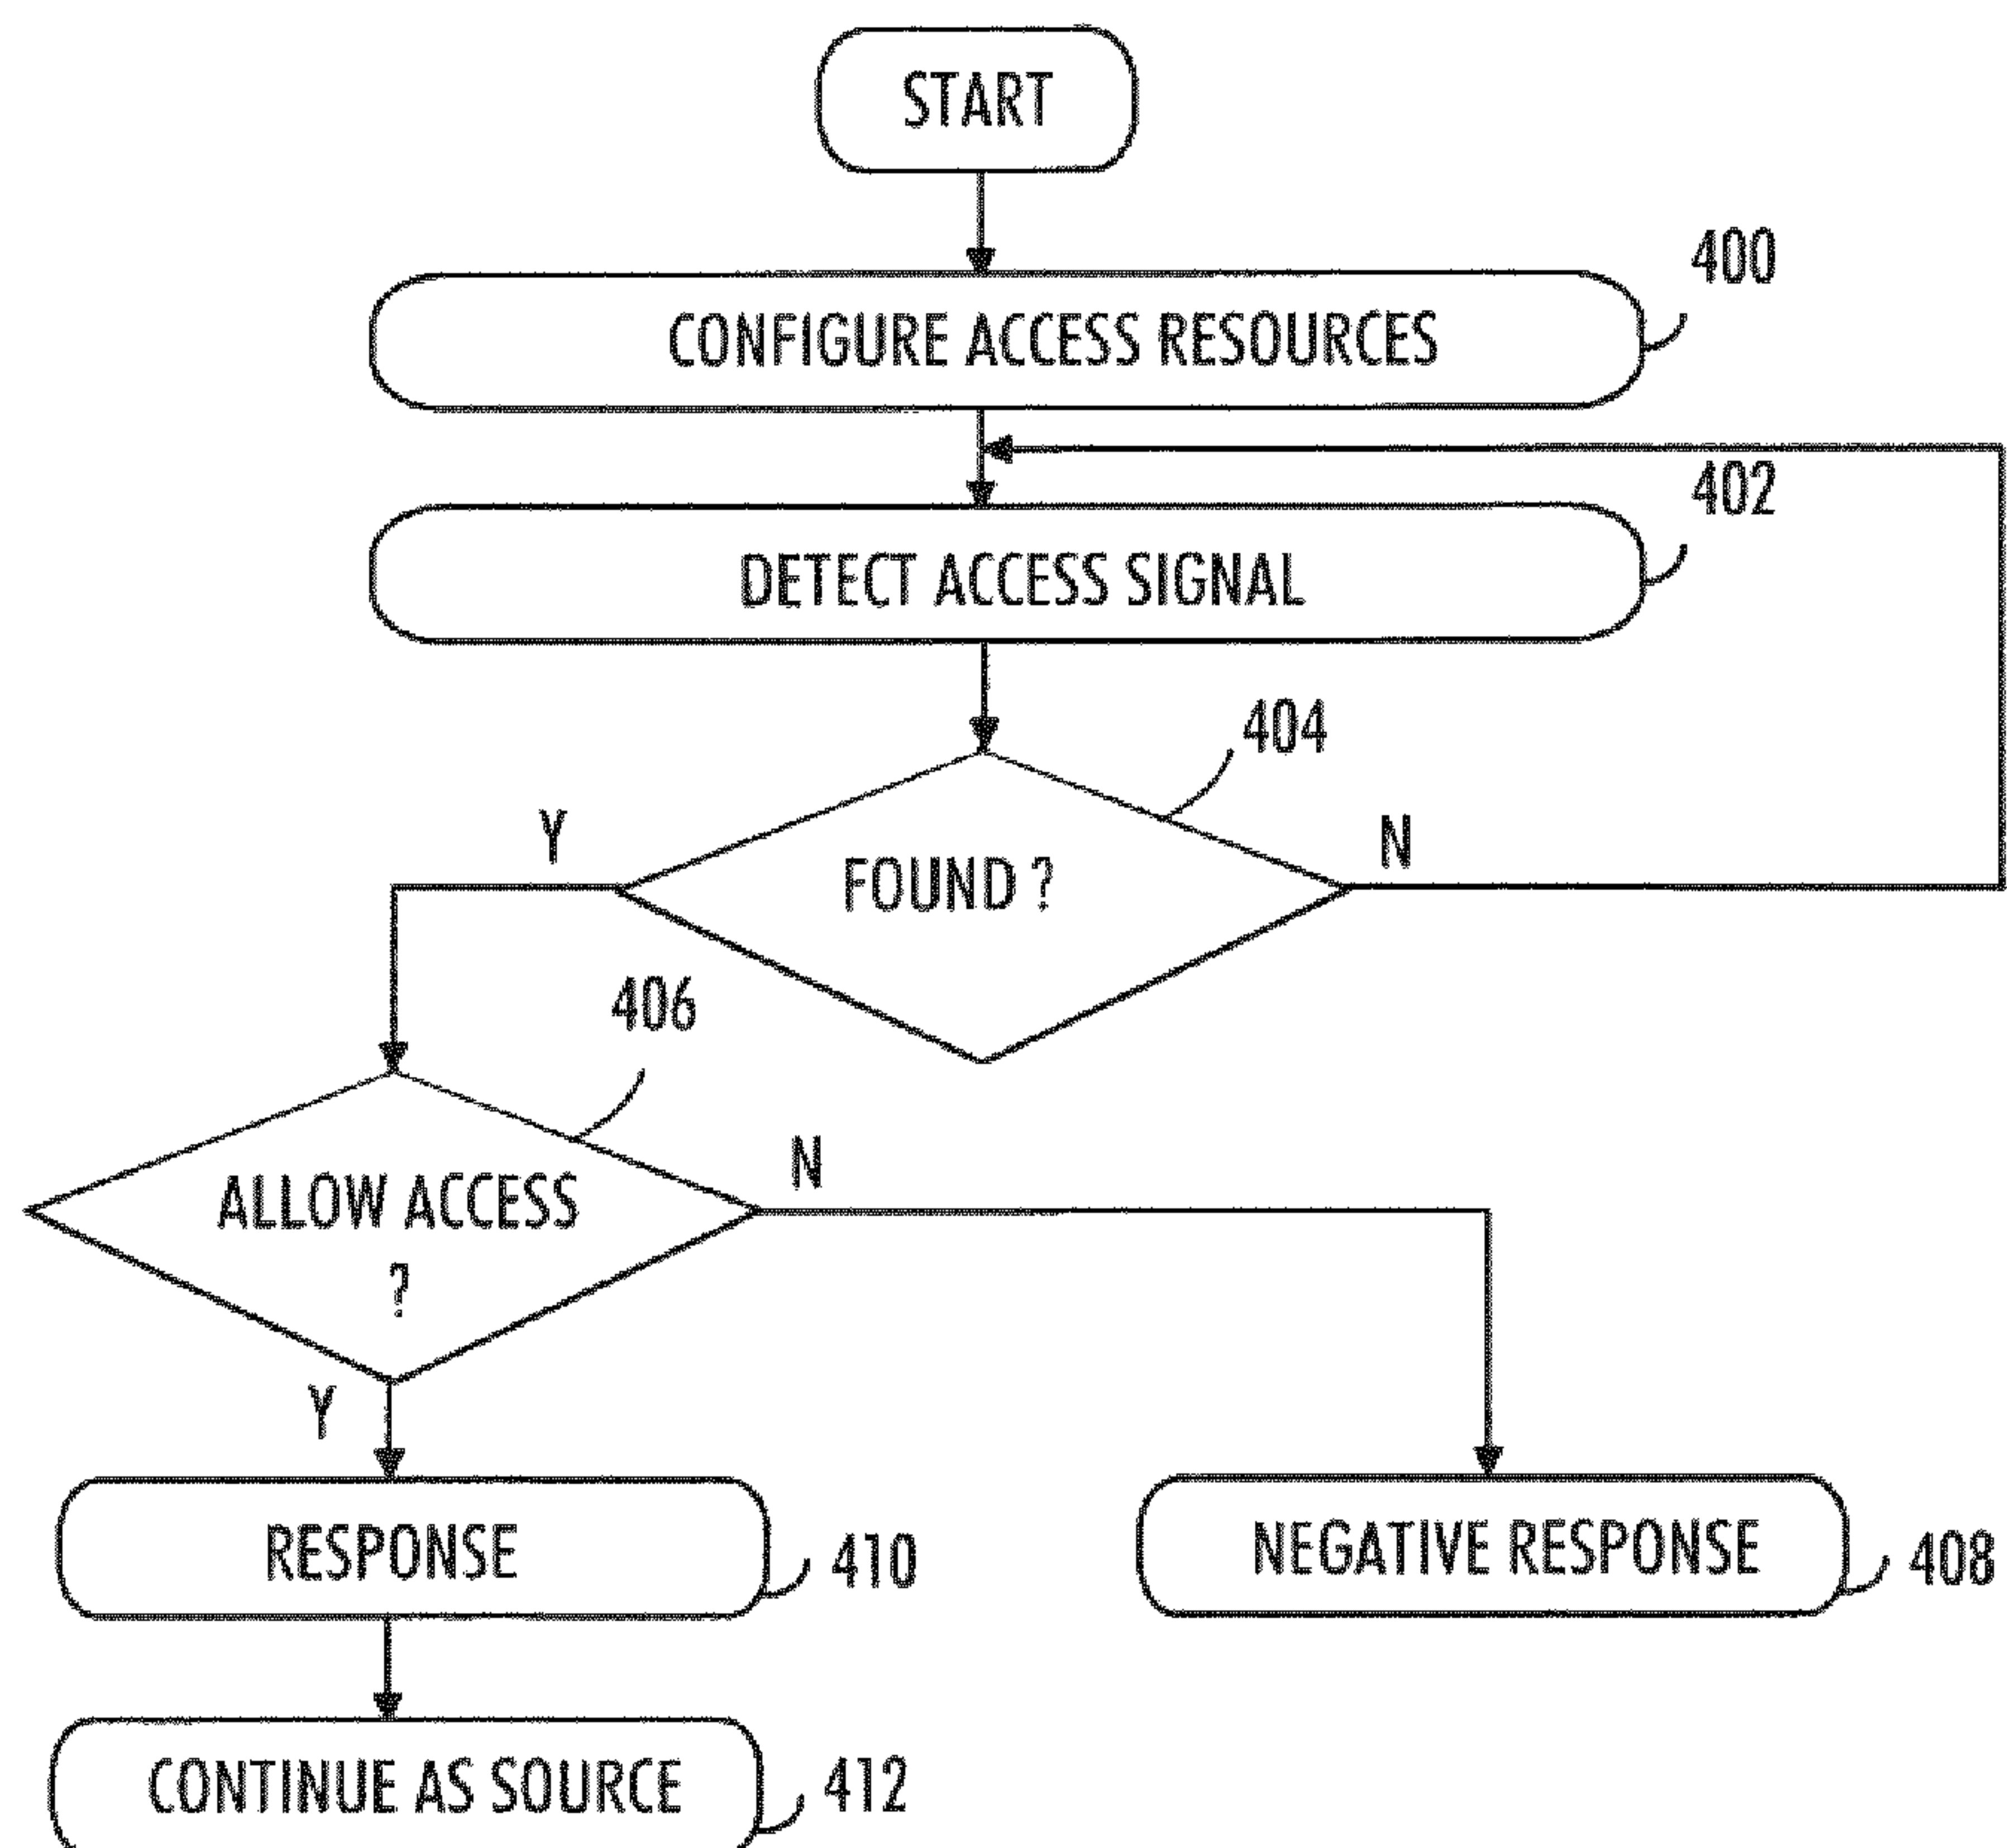 START
CONFIGURE ACCESS RESOURCES
400
DETECT ACCESS SIGNAL
402
404
FOUND ?
Y
N
406
ALLOW ACCESS
?
N
Y
RESPONSE
410
NEGATIVE RESPONSE
408
CONTINUE AS SOURCE
412